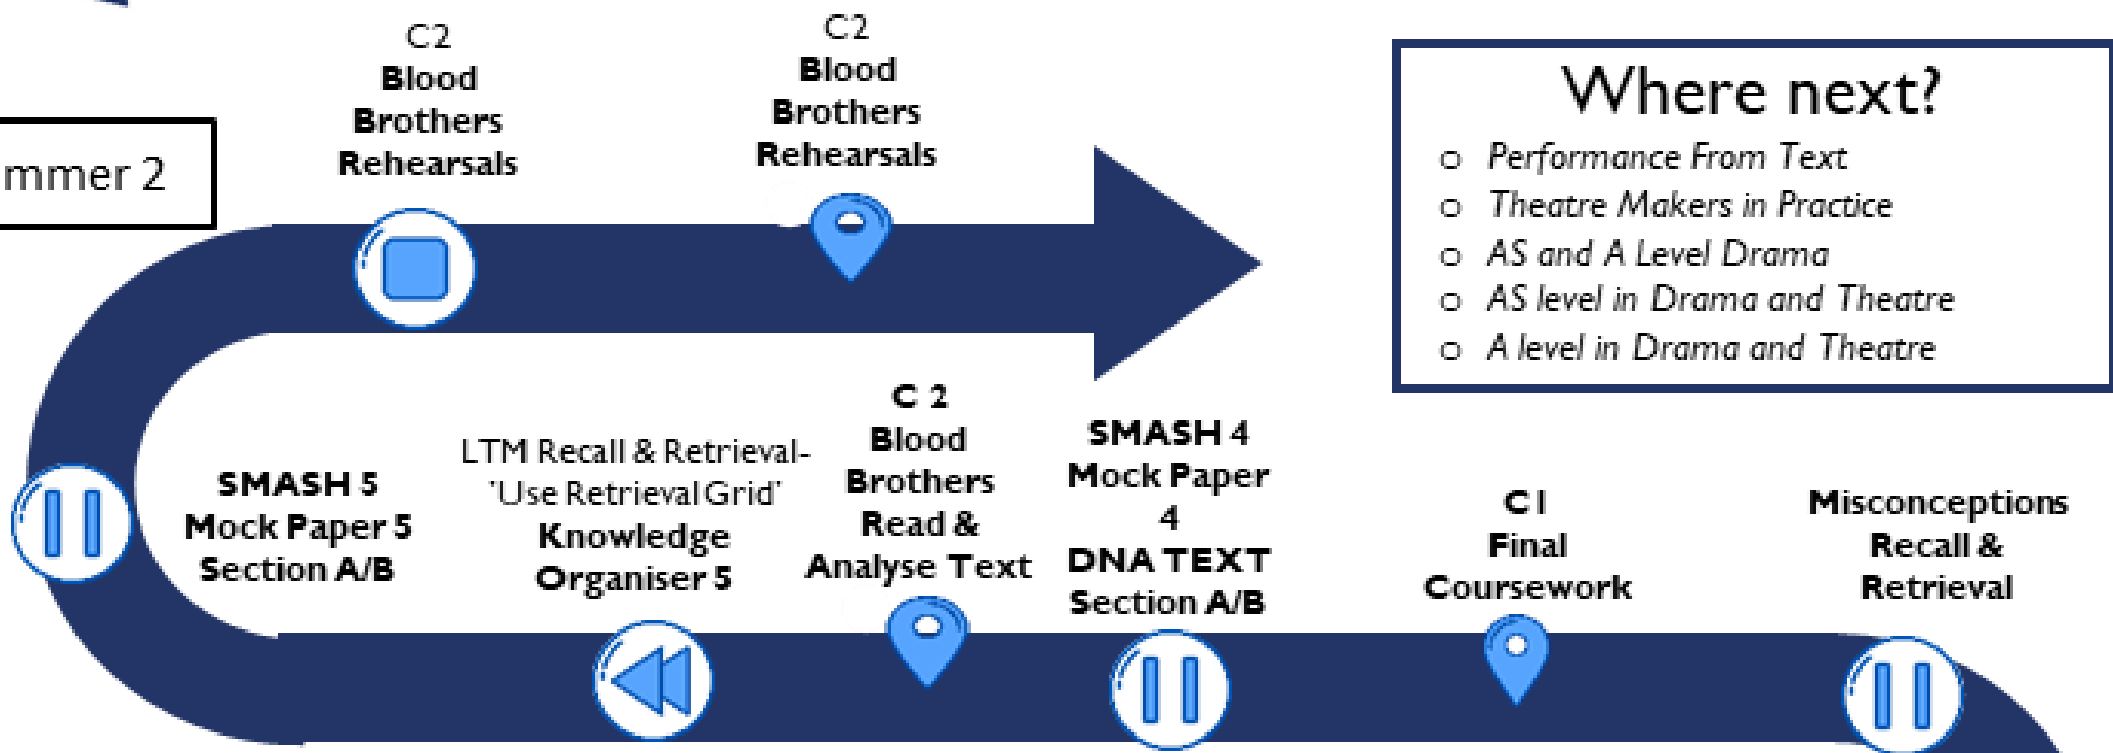 C2
Blood
Brothers
Rehearsals
C2
Blood
Brothers
Rehearsals
Where next?
Performance From Text
Theatre Makers in Practice
AS and A Level Drama
AS level in Drama and Theatre
A level in Drama and Theatre
mmer 2
SMASH 5
Mock Paper 5
Section A/B
LTM Recall & Retrieval-
'Use Retrieval Grid'
Knowledge
Organiser 5
C 2
Blood
Brothers
Read &
Analyse Text
SMASH 4
Mock Paper
4
DNA TEXT
Section A/B
C1
Final
Coursework
Misconceptions
Recall &
Retrieval